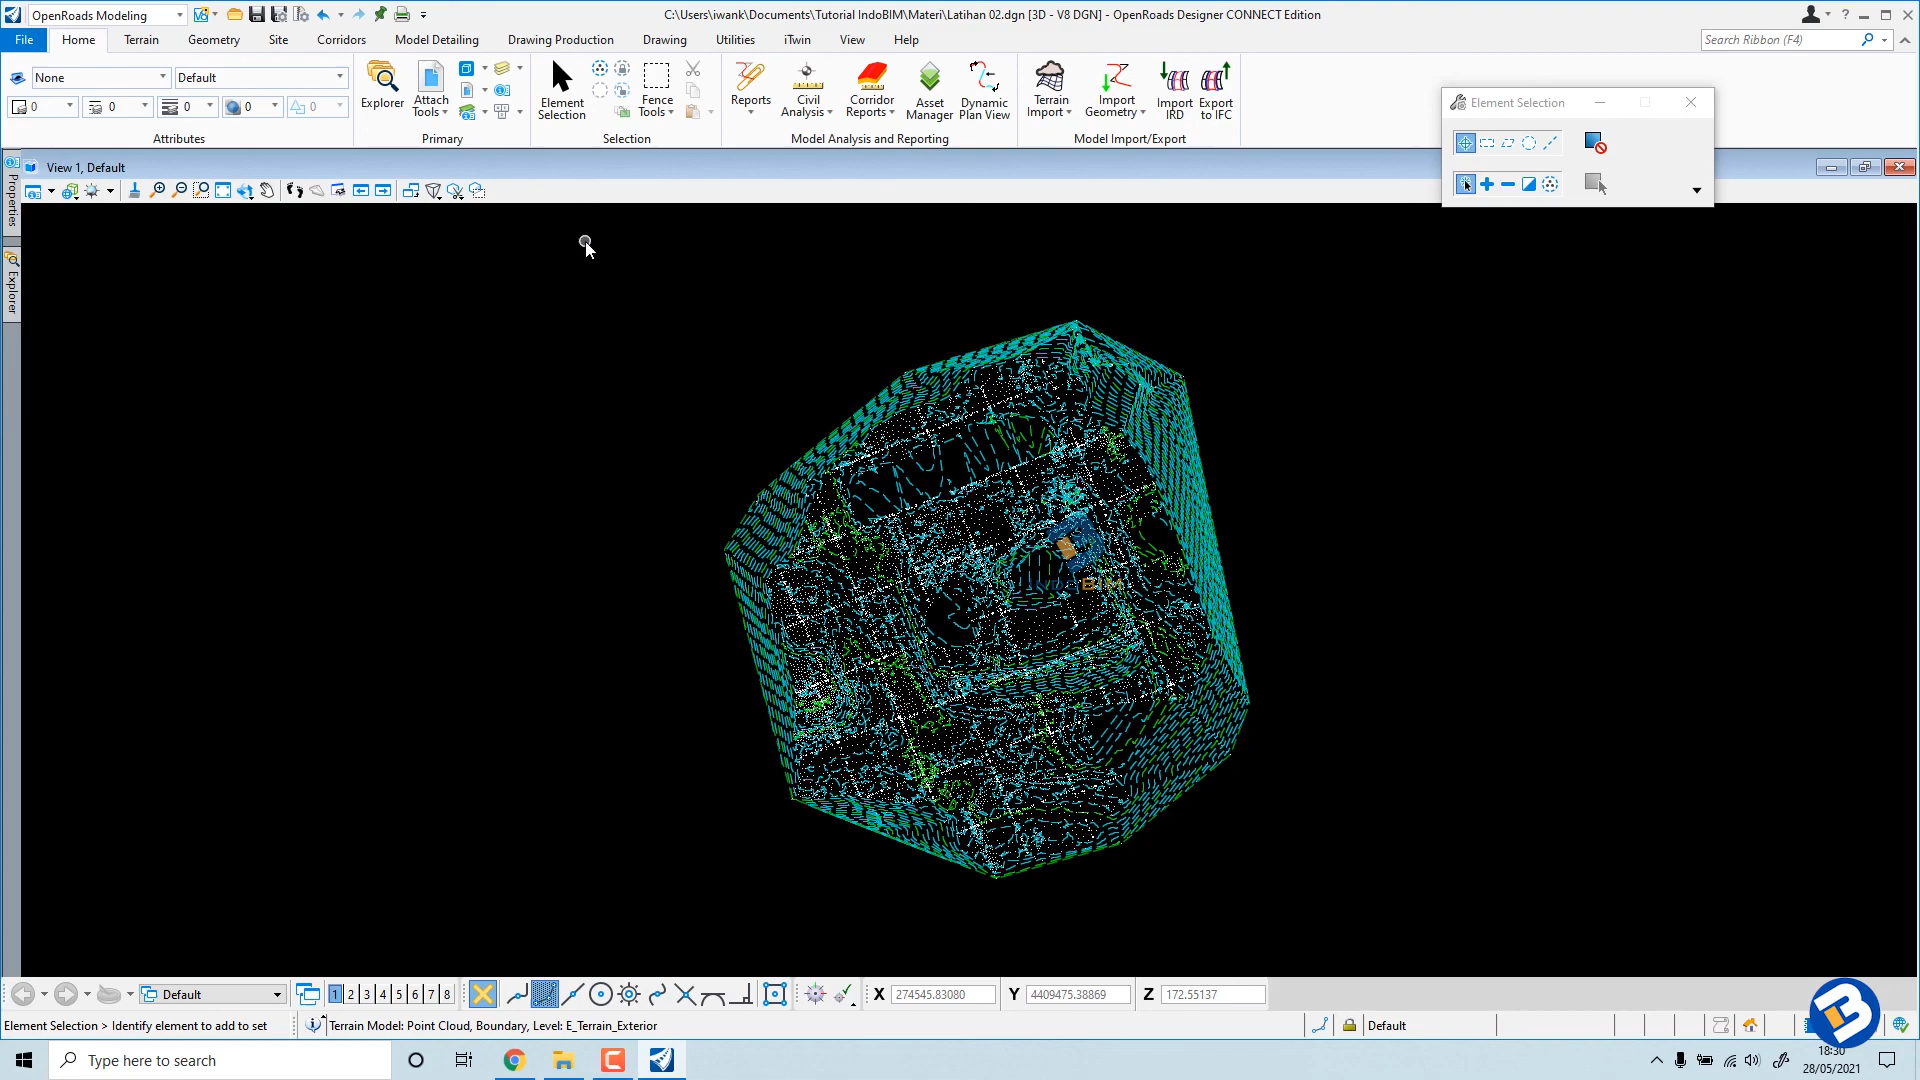 OpenRoads Modeling
C:\Users\iwank\Documents\Tutorial IndoBIM\Materi\Latihan 02.dgn [3D - V8 DGN] - OpenRoads Designer CONNECT Edition
File Home Terrain Geometry Site Corridors Model Detailing Drawing Production Drawing Utilities iTwin View Help
Search Ribbon (F4)
None Default
0 0 0 0 0
Explorer
Attach Tools
Element Selection
Fence Tools
Reports
Civil Analysis
Corridor Reports
Asset Manager
Dynamic Plan View
Terrain Import
Import Geometry
Import IRD
Export to IFC
Attributes Primary Selection Model Analysis and Reporting Model Import/Export
Element Selection
View 1, Default
Properties
Explorer
Default
1 2 3 4 5 6 7 8
X 274545.83080 Y 4409475.38869 Z 172.55137
Element Selection > Identify element to add to set
Terrain Model: Point Cloud, Boundary, Level: E_Terrain_Exterior
Default
Type here to search
18:30
28/05/2021